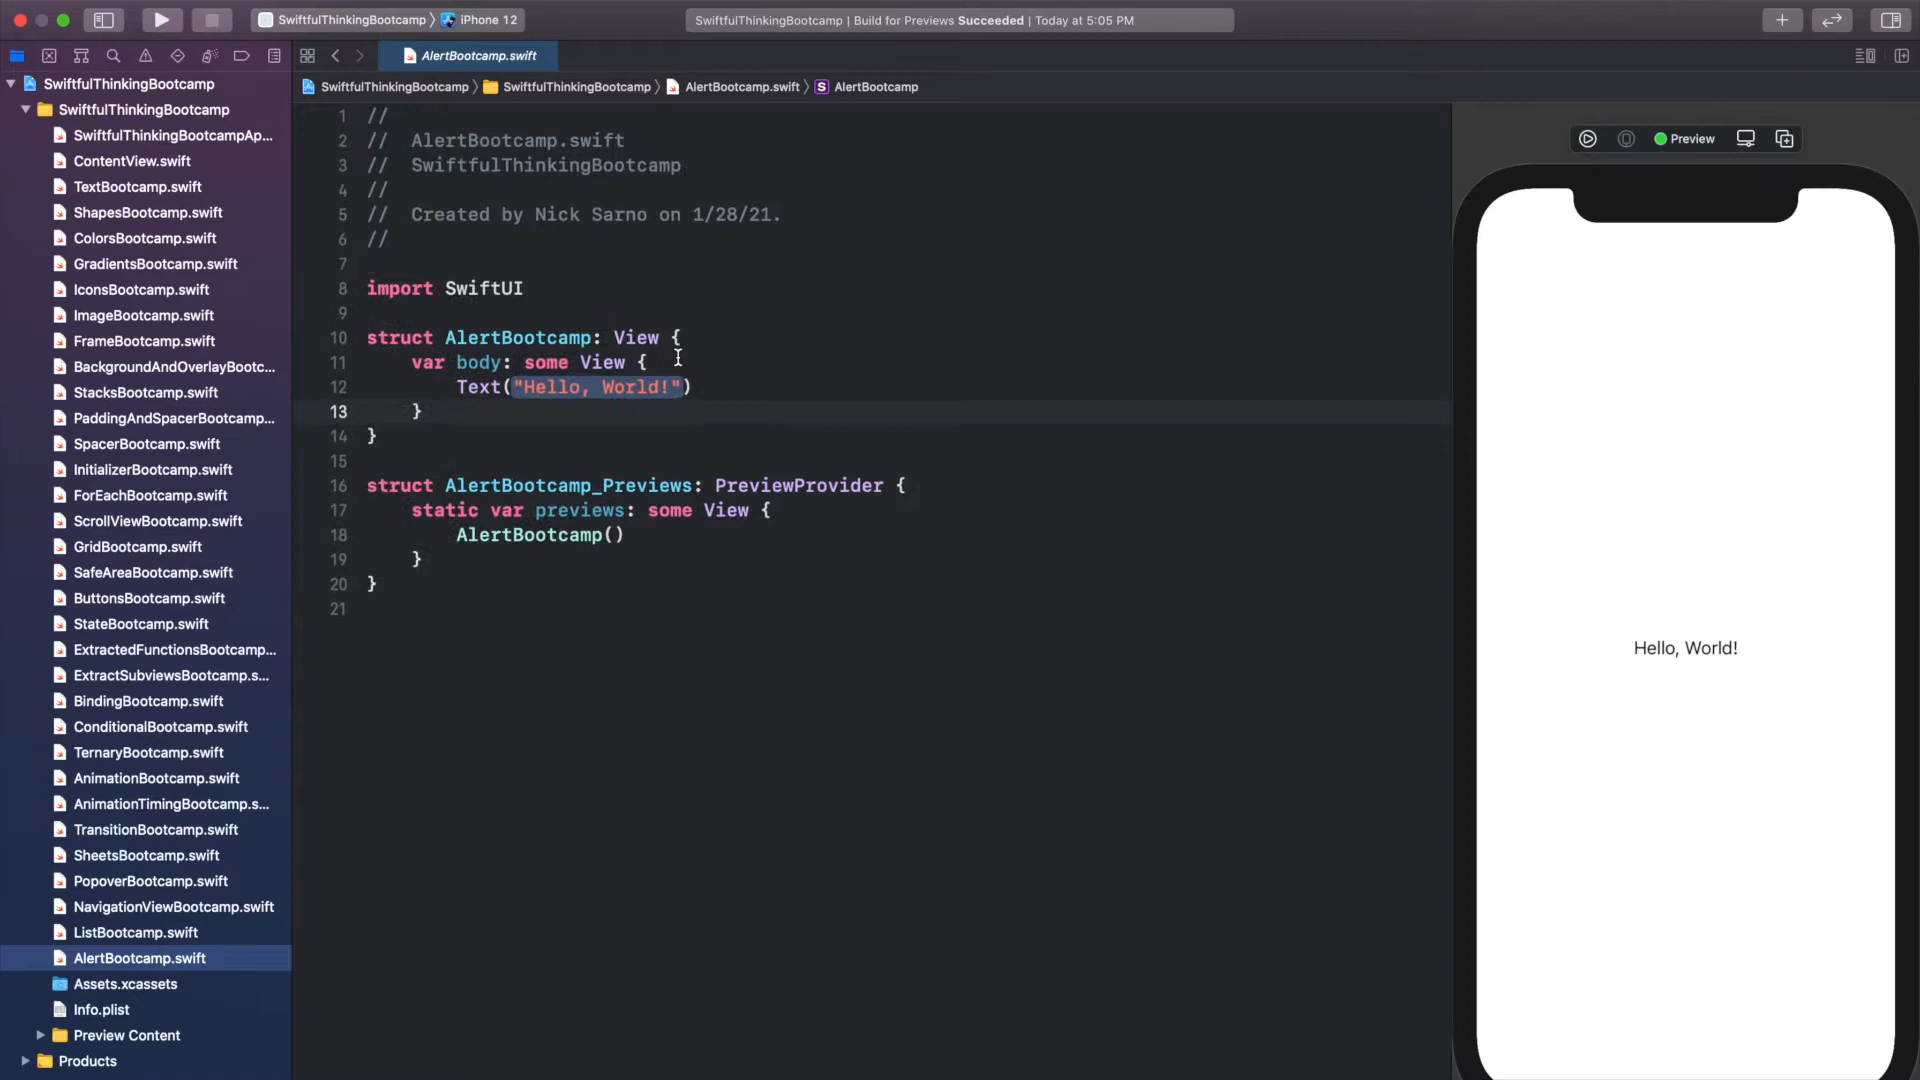 SwiftfulThinkingBootcamp 〉 iPhone 12
SwiftfulThinkingBootcamp | Build for Previews Succeeded | Today at 5:05 PM
AlertBootcamp.swift
SwiftfulThinkingBootcamp 〉 SwiftfulThinkingBootcamp 〉 AlertBootcamp.swift 〉 S AlertBootcamp
SwiftfulThinkingBootcamp
SwiftfulThinkingBootcamp
SwiftfulThinkingBootcampAp...
ContentView.swift
TextBootcamp.swift
ShapesBootcamp.swift
ColorsBootcamp.swift
GradientsBootcamp.swift
IconsBootcamp.swift
ImageBootcamp.swift
FrameBootcamp.swift
BackgroundAndOverlayBootc...
StacksBootcamp.swift
PaddingAndSpacerBootcamp...
SpacerBootcamp.swift
InitializerBootcamp.swift
ForEachBootcamp.swift
ScrollViewBootcamp.swift
GridBootcamp.swift
SafeAreaBootcamp.swift
ButtonsBootcamp.swift
StateBootcamp.swift
ExtractedFunctionsBootcamp...
ExtractSubviewsBootcamp.s...
BindingBootcamp.swift
ConditionalBootcamp.swift
TernaryBootcamp.swift
AnimationBootcamp.swift
AnimationTimingBootcamp.s...
TransitionBootcamp.swift
SheetsBootcamp.swift
PopoverBootcamp.swift
NavigationViewBootcamp.swift
ListBootcamp.swift
AlertBootcamp.swift
Assets.xcassets
Info.plist
Preview Content
Products
1 //
2 //  AlertBootcamp.swift
3 //  SwiftfulThinkingBootcamp
4 //
5 //  Created by Nick Sarno on 1/28/21.
6 //
7
8 import SwiftUI
9
10 struct AlertBootcamp: View {
11     var body: some View {
12         Text("Hello, World!")
13     }
14 }
15
16 struct AlertBootcamp_Previews: PreviewProvider {
17     static var previews: some View {
18         AlertBootcamp()
19     }
20 }
21
Preview
Hello, World!